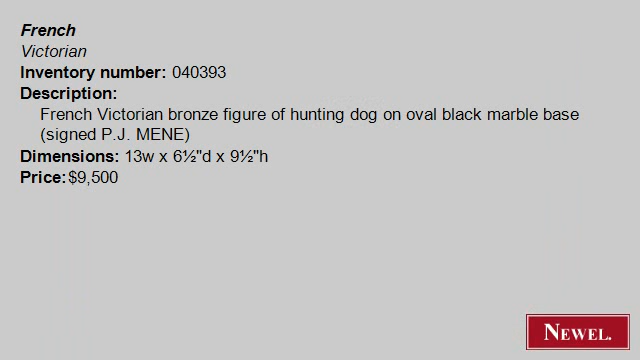 French
Victorian
Inventory number: 040393
Description:
French Victorian bronze figure of hunting dog on oval black marble base
(signed P.J. MENE)
Dimensions: 13w x 6½"d x 9½"h
Price:$9,500
NEWEL.